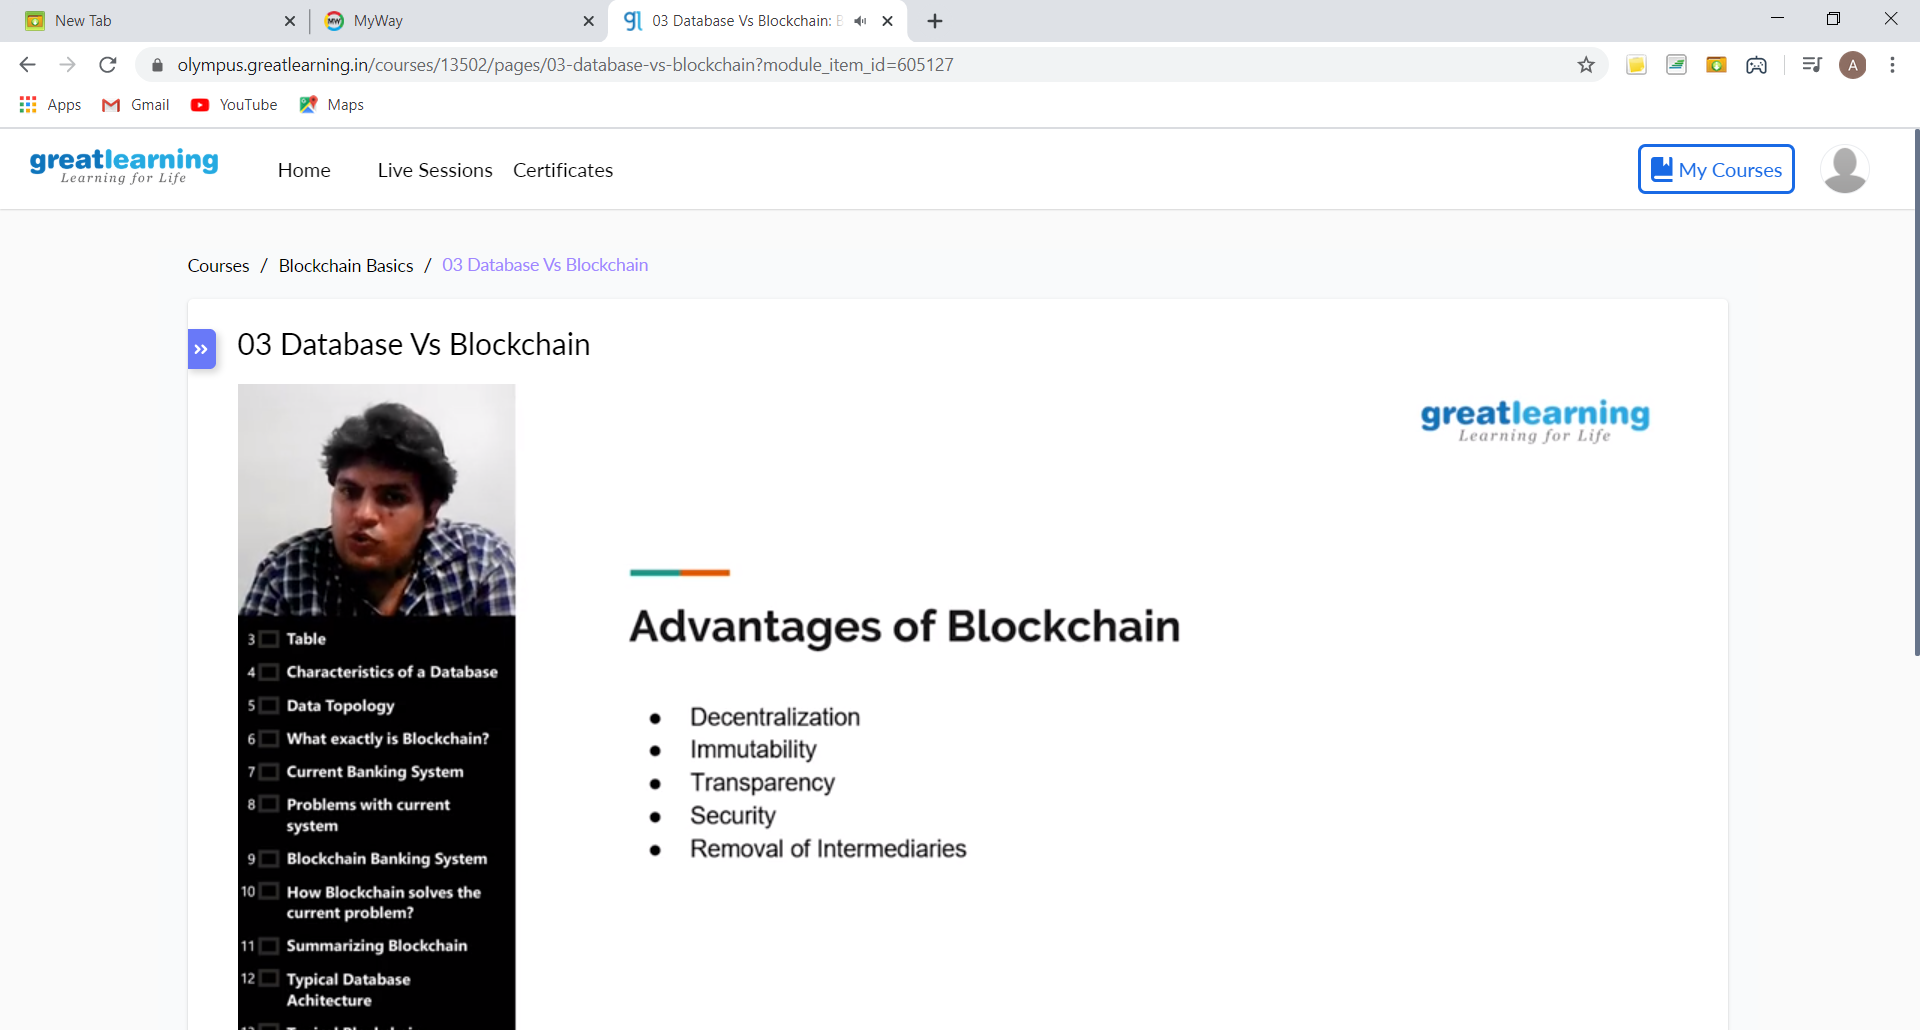 New Tab
MyWay
03 Database Vs Blockchain:
olympus.greatlearning.in/courses/13502/pages/03-database-vs-blockchain?module_item_id=605127
A
Apps
Gmail
YouTube
Maps
greatlearning
Learning for Life
Home
Live Sessions
Certificates
My Courses
Courses / Blockchain Basics / 03 Database Vs Blockchain
03 Database Vs Blockchain
greatlearning
Learning for Life
3 Table
4 Characteristics of a Database
5 Data Topology
6 What exactly is Blockchain?
7 Current Banking System
8 Problems with current
system
9 Blockchain Banking System
10 How Blockchain solves the
current problem?
11 Summarizing Blockchain
12 Typical Database
Achitecture
Advantages of Blockchain
● Decentralization
● Immutability
● Transparency
● Security
● Removal of Intermediaries